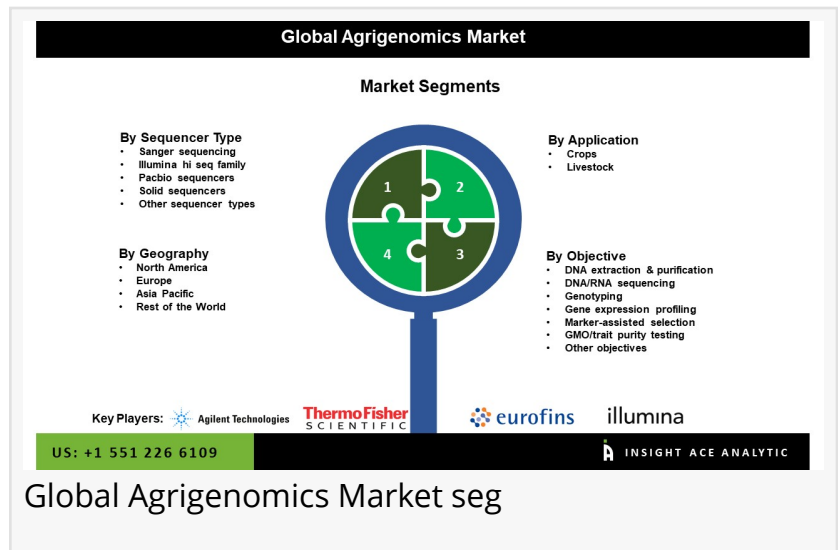 Global Agrigenomics Market
Market Segments
By Sequencer Type
• Sanger sequencing
• Illumina hi seq family
• Pacbio sequencers
• Solid sequencers
• Other sequencer types
By Application
• Crops
• Livestock
1
2
4
3
By Geography
• North America
• Europe
• Asia Pacific
• Rest of the World
By Objective
• DNA extraction & purification
• DNA/RNA sequencing
• Genotyping
• Gene expression profiling
• Marker-assisted selection
• GMO/trait purity testing
• Other objectives
Key Players: Agilent Technologies
ThermoFisher
SCIENTIFIC
eurofins
illumına
US: +1 551 226 6109
INSIGHT ACE ANALYTIC
Global Agrigenomics Market seg